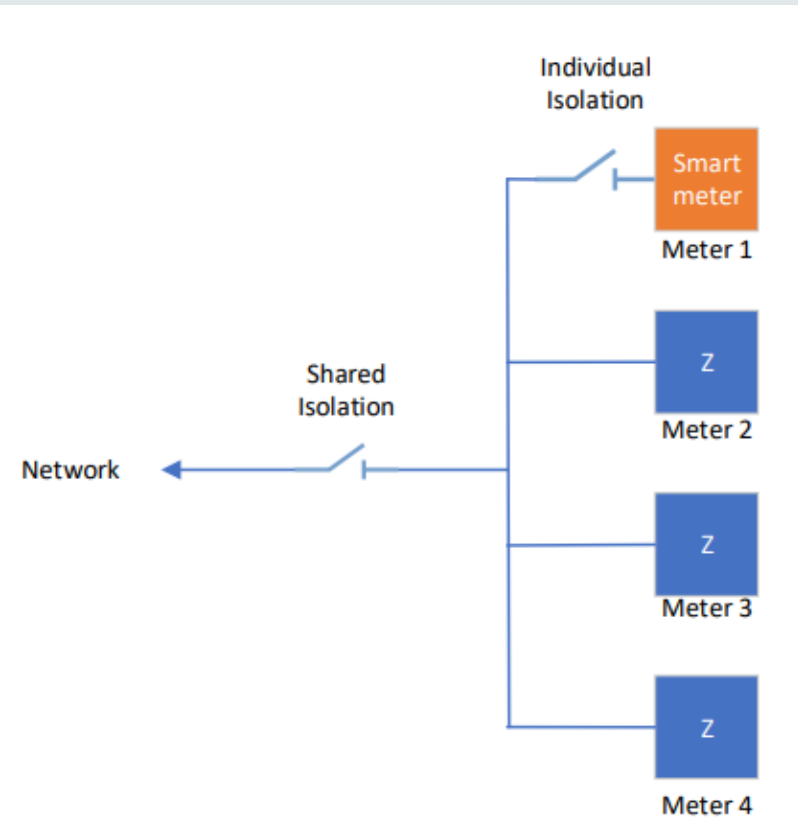 Individual
Isolation
Smart
meter
Meter 1
Z
Meter 2
Shared
Isolation
Network
Z
Meter 3
Z
Meter 4